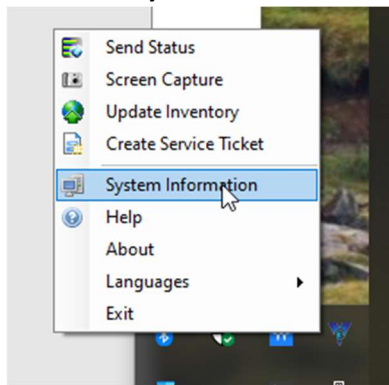 Send Status
Screen Capture
Update Inventory
Create Service Ticket
System Information
Help
About
Languages
Exit